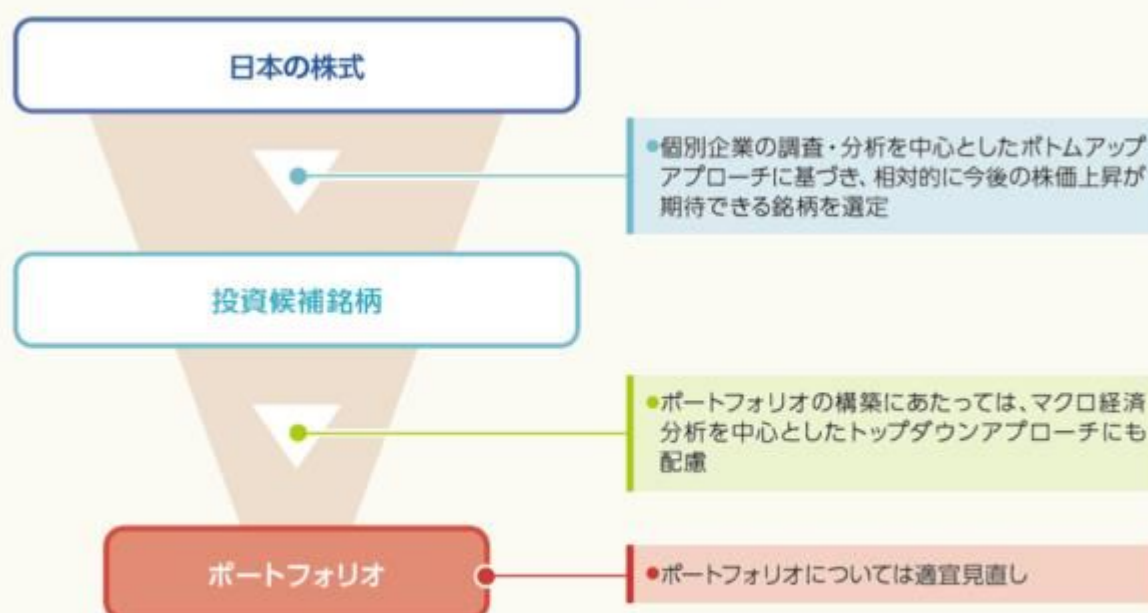 日本の株式
●個別企業の調査・分析を中心としたボトムアップ
アプローチに基づき、相対的に今後の株価上昇が
期待できる銘柄を選定
投資候補銘柄
●ポートフォリオの構築にあたっては、マクロ経済
分析を中心としたトップダウンアプローチにも
配慮
ポートフォリオ
●ポートフォリオについては適宜見直し